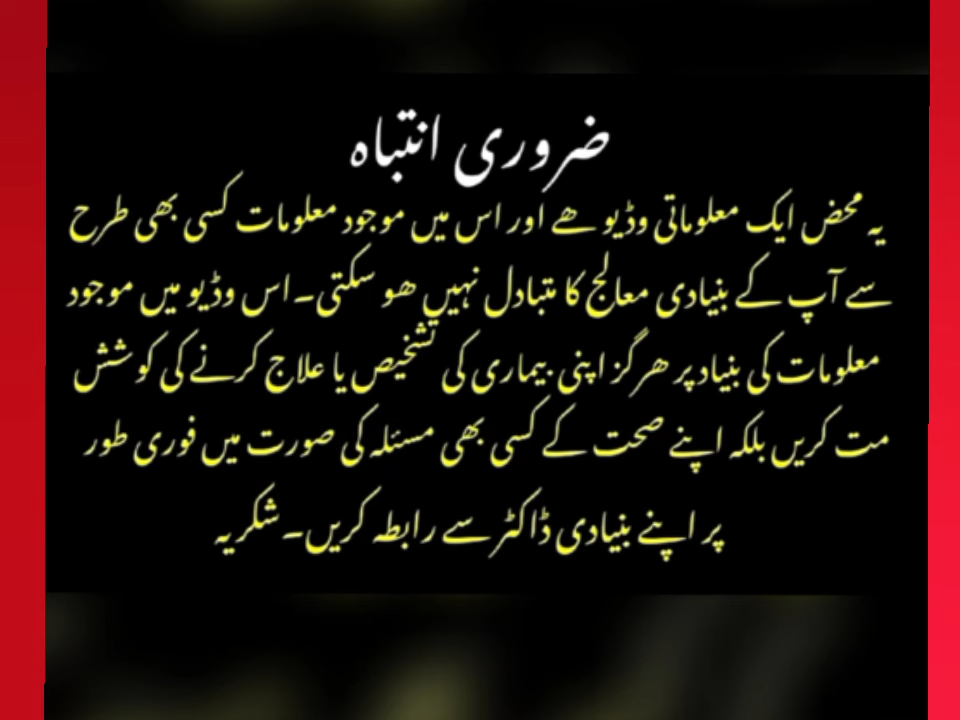 ضروری انتباہ
یہ محض ایک معلوماتی وڈیو ھے اور اس میں موجود معلومات کسی بھی طرح
سے آپ کے بنیادی معالج کا متبادل نہیں ھو سکتی۔اس وڈیو میں موجود
معلومات کی بنیاد پر ھرگز اپنی بیماری کی تشخیص یا علاج کرنے کی کوشش
مت کریں بلکہ اپنے صحت کے کسی بھی مسئلہ کی صورت میں فوری طور
پر اپنے بنیادی ڈاکٹر سے رابطہ کریں۔ شکریہ